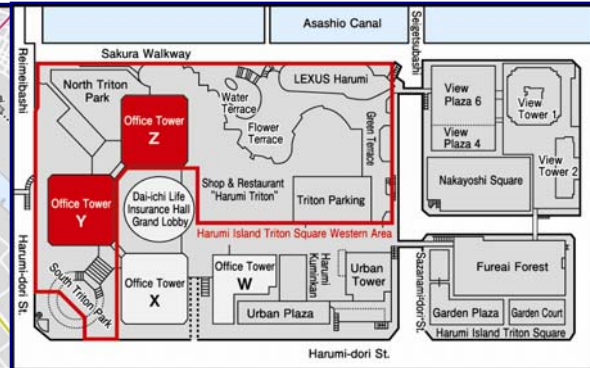 Asashio Canal
Sakura Walkway
Reimeibashi
Seigetsubashi
North Triton
Park
Office Tower
Z
Water
Terrace
Flower
Terrace
LEXUS Harumi
Green Terrace
View
Plaza 6
View
Tower 1
View
Plaza 4
View
Tower 2
Nakayoshi Square
Office Tower
Y
Dai-ichi Life
Insurance Hall
Grand Lobby
Shop & Restaurant
"Harumi Triton"
Triton Parking
Harumi Island Triton Square Western Area
Harumi-dori St.
South Triton Park
Office Tower
X
Office Tower
W
Harumi
Kuminkan
Urban
Tower
Urban Plaza
Sazanami-dori St.
Fureai Forest
Garden Plaza
Garden Court
Harumi Island Triton Square
Harumi-dori St.